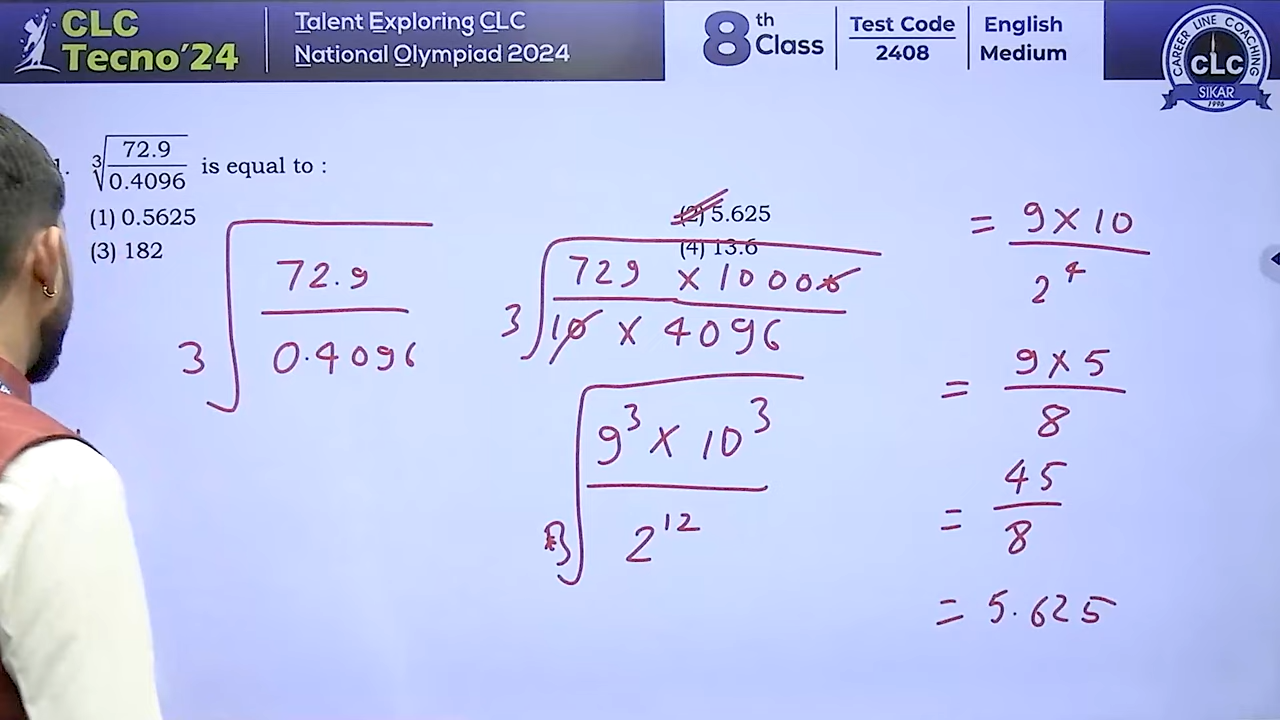 CLC
Tecno'24
Talent Exploring CLC
National Olympiad 2024
8th Class
Test Code
2408
English
Medium
CAREER LINE COACHING
CLC
SIKAR
1996
1. ∛(72.9/0.4096) is equal to :
(1) 0.5625
(2) 5.625
(3) 182
(4) 13.6
3√(72.9/0.4096)
3√(729 × 10000/10 × 4096)
3√(9³ × 10³/2¹²)
= 9 × 10/2⁴
= 9 × 5/8
= 45/8
= 5.625